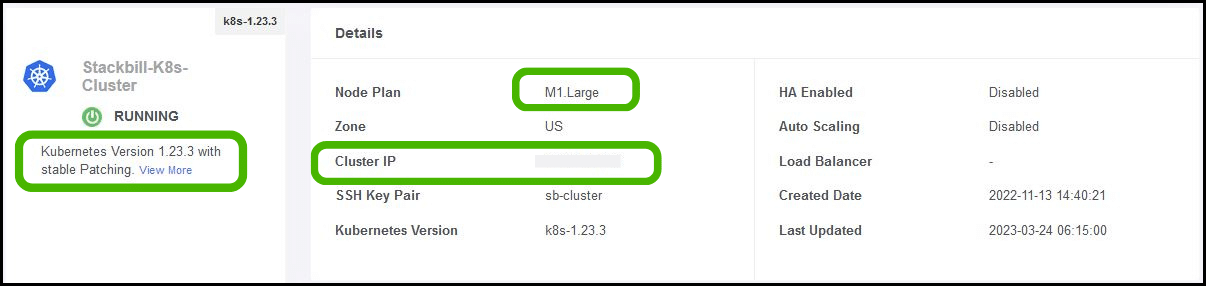 k8s-1.23.3
Stackbill-K8s-
Cluster
RUNNING
Kubernetes Version 1.23.3 with
stable Patching. View More
Details
Node Plan M1.Large
Zone US
Cluster IP
SSH Key Pair sb-cluster
Kubernetes Version k8s-1.23.3
HA Enabled Disabled
Auto Scaling Disabled
Load Balancer -
Created Date 2022-11-13 14:40:21
Last Updated 2023-03-24 06:15:00